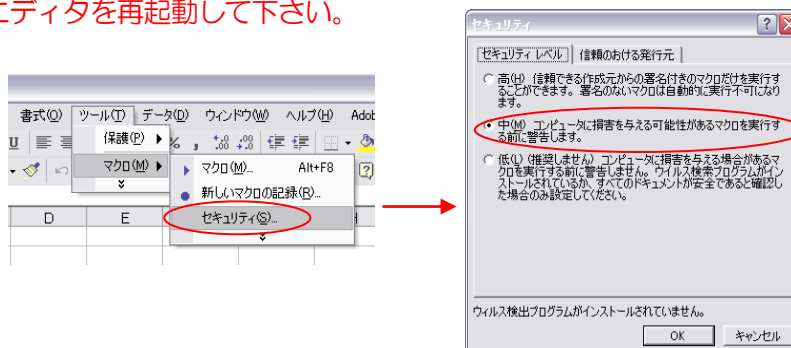 エディタを再起動して下さい。
書式(O) ツール(T) データ(D) ウィンドウ(W) ヘルプ(H) Adob
保護(P)
マクロ(M)
マクロ(M)... Alt+F8
新しいマクロの記録(R)...
セキュリティ(S)...
D E
セキュリティ
セキュリティ レベル 信頼のおける発行元
高(H) 信頼できる作成元からの署名付きのマクロだけを実行す
ることができます。署名のないマクロは自動的に実行不可になり
ます。
中(M) コンピュータに損害を与える可能性があるマクロを実行す
る前に警告します。
低(L) (推奨しません) コンピュータに損害を与える場合があるマ
クロを実行する前に警告しません。ウイルス検索プログラムがイン
ストールされているか、すべてのドキュメントが安全であると確認し
た場合のみ設定してください。
ウィルス検出プログラムがインストールされていません。
OK キャンセル